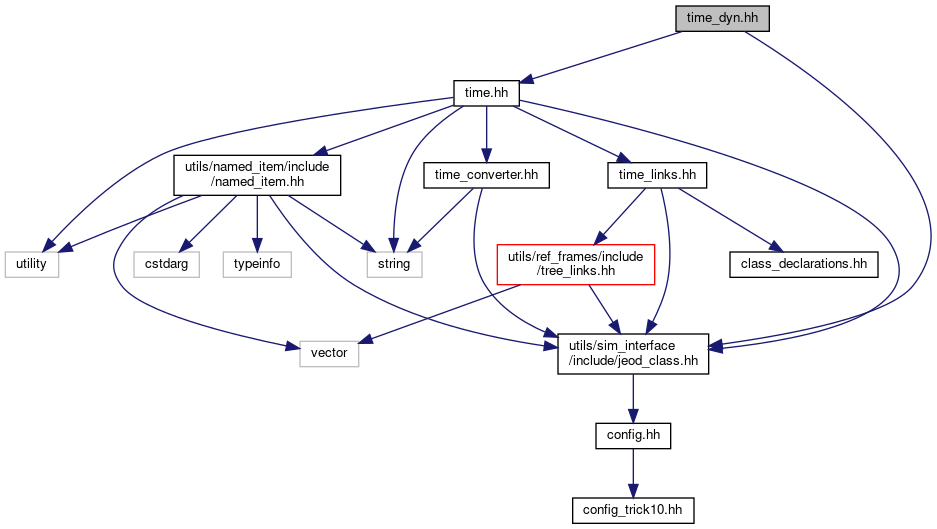 time_dyn.hh
time.hh
utils/named_item/include
/named_item.hh
time_converter.hh
time_links.hh
utility
cstdarg
typeinfo
string
utils/ref_frames/include
/tree_links.hh
class_declarations.hh
vector
utils/sim_interface
/include/jeod_class.hh
config.hh
config_trick10.hh